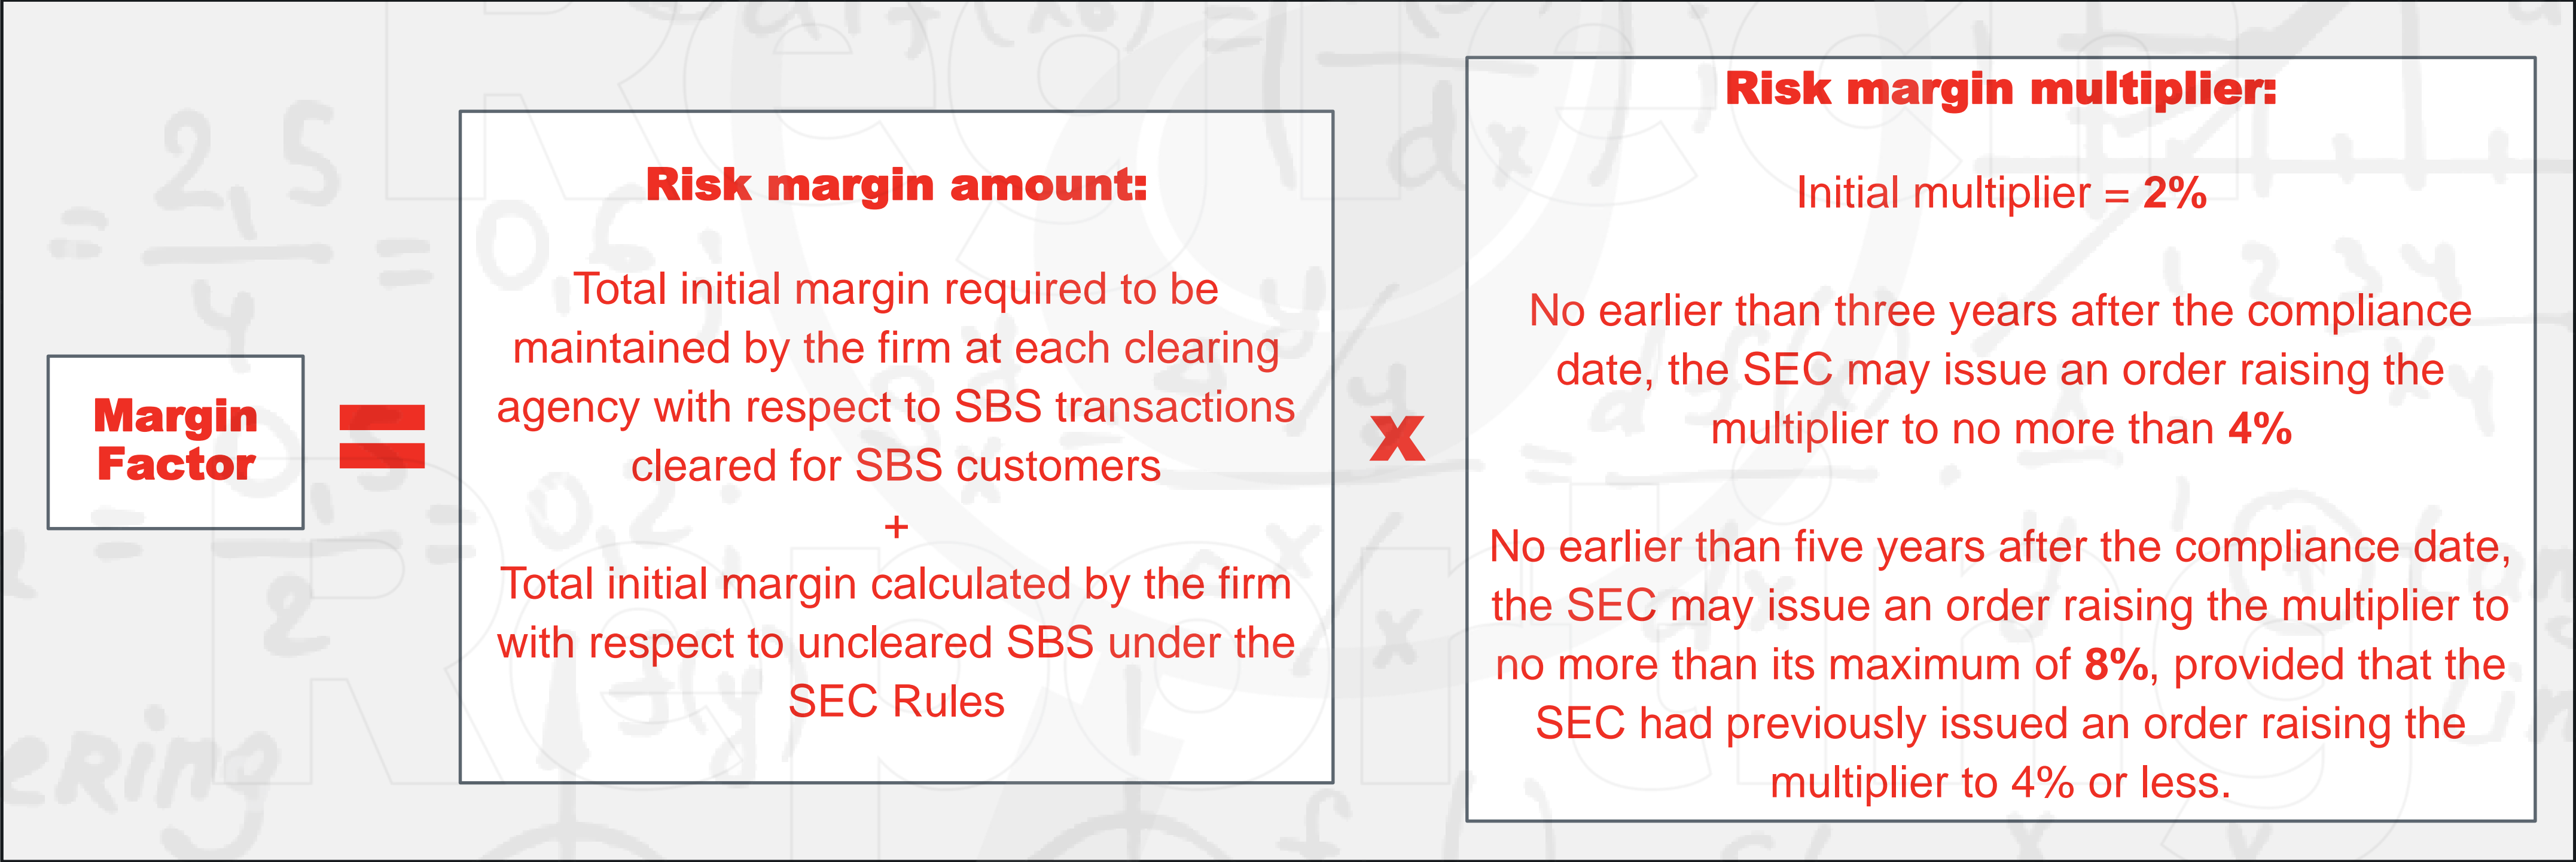 Margin
Factor
=
Risk margin amount:
Total initial margin required to be
maintained by the firm at each clearing
agency with respect to SBS transactions
cleared for SBS customers
+
Total initial margin calculated by the firm
with respect to uncleared SBS under the
SEC Rules
x
Risk margin multiplier:
Initial multiplier = 2%
No earlier than three years after the compliance
date, the SEC may issue an order raising the
multiplier to no more than 4%
No earlier than five years after the compliance date,
the SEC may issue an order raising the multiplier to
no more than its maximum of 8%, provided that the
SEC had previously issued an order raising the
multiplier to 4% or less.